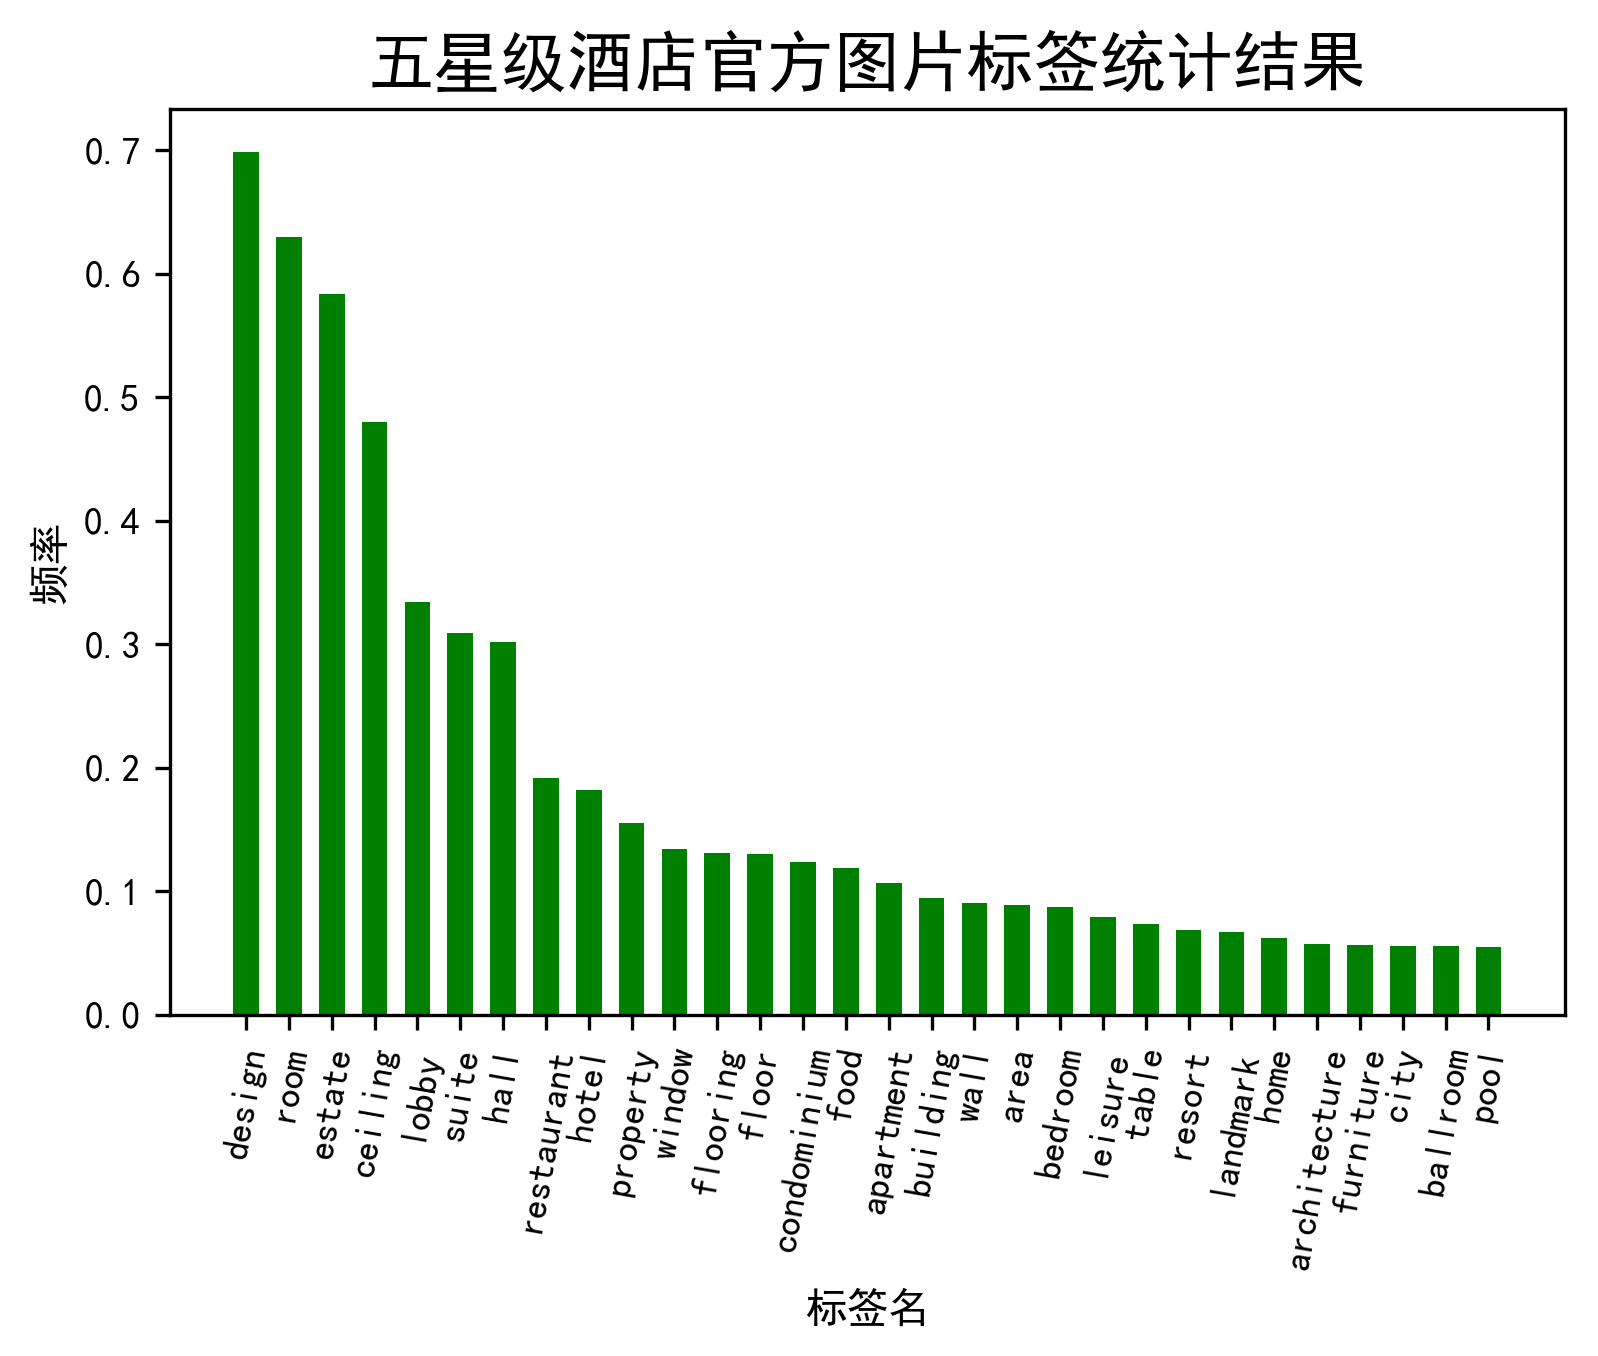 五星级酒店官方图片标签统计结果
频率
0.7
0.6
0.5
0.4
0.3
0.2
0.1
0.0
design
room
estate
ceiling
lobby
suite
hall
restaurant
hotel
property
window
flooring
floor
condominium
food
apartment
building
wall
area
bedroom
leisure
table
resort
landmark
home
architecture
furniture
city
ballroom
pool
标签名